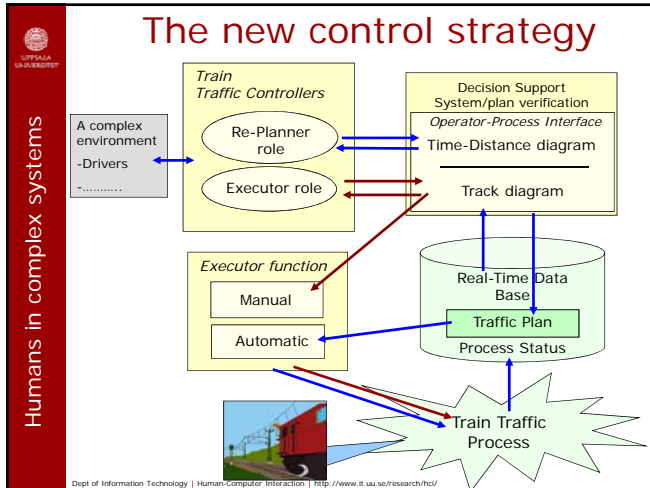 The new control strategy
UPPSALA
UNIVERSITET
Humans in complex systems
Train
Traffic Controllers
Re-Planner
role
Executor role
A complex
environment
-Drivers
-...........
Decision Support
System/plan verification
Operator-Process Interface
Time-Distance diagram
Track diagram
Executor function
Manual
Automatic
Real-Time Data
Base
Traffic Plan
Process Status
Train Traffic
Process
Dept of Information Technology | Human-Computer Interaction | http://www.it.uu.se/research/hci/